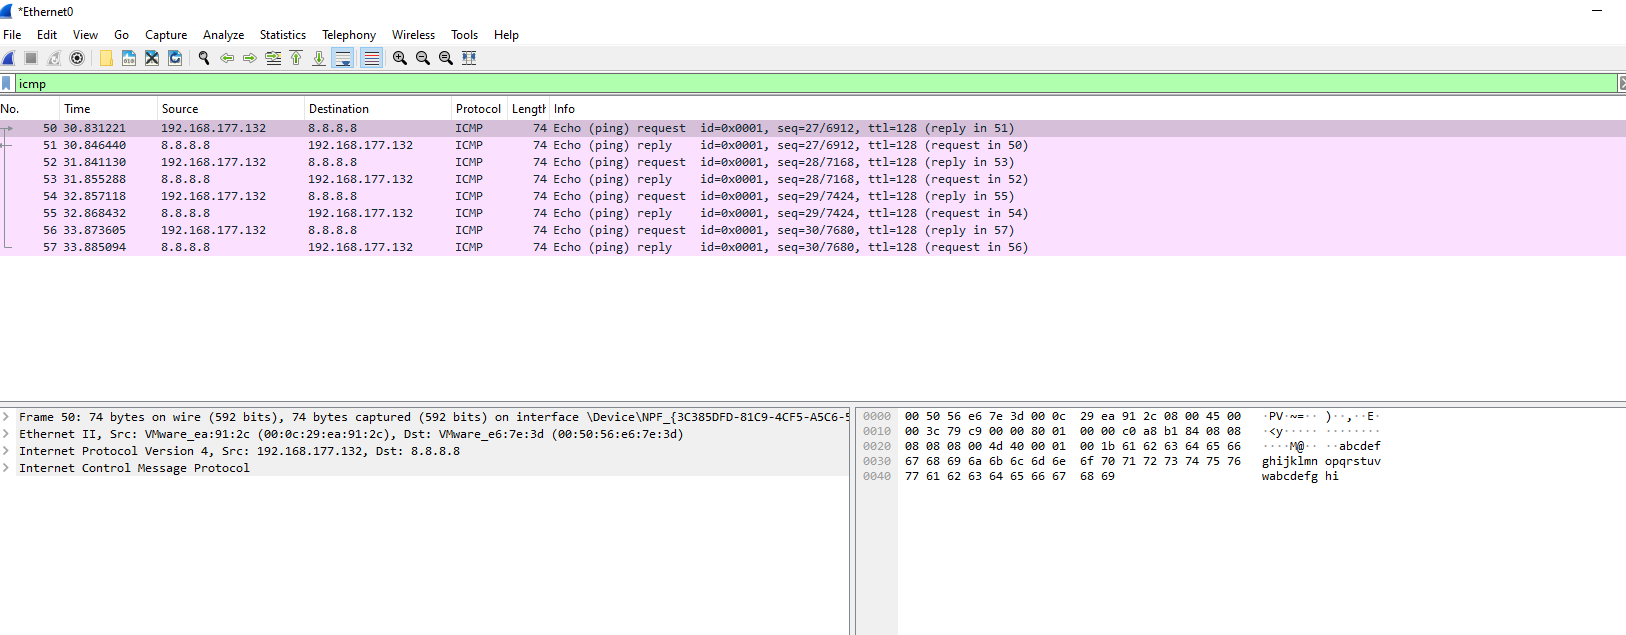 *Ethernet0
File Edit View Go Capture Analyze Statistics Telephony Wireless Tools Help
icmp
No. Time Source Destination Protocol Length Info
50 30.831221 192.168.177.132 8.8.8.8 ICMP 74 Echo (ping) request id=0x0001, seq=27/6912, ttl=128 (reply in 51)
51 30.846440 8.8.8.8 192.168.177.132 ICMP 74 Echo (ping) reply id=0x0001, seq=27/6912, ttl=128 (request in 50)
52 31.841130 192.168.177.132 8.8.8.8 ICMP 74 Echo (ping) request id=0x0001, seq=28/7168, ttl=128 (reply in 53)
53 31.855288 8.8.8.8 192.168.177.132 ICMP 74 Echo (ping) reply id=0x0001, seq=28/7168, ttl=128 (request in 52)
54 32.857118 192.168.177.132 8.8.8.8 ICMP 74 Echo (ping) request id=0x0001, seq=29/7424, ttl=128 (reply in 55)
55 32.868432 8.8.8.8 192.168.177.132 ICMP 74 Echo (ping) reply id=0x0001, seq=29/7424, ttl=128 (request in 54)
56 33.873605 192.168.177.132 8.8.8.8 ICMP 74 Echo (ping) request id=0x0001, seq=30/7680, ttl=128 (reply in 57)
57 33.885094 8.8.8.8 192.168.177.132 ICMP 74 Echo (ping) reply id=0x0001, seq=30/7680, ttl=128 (request in 56)
Frame 50: 74 bytes on wire (592 bits), 74 bytes captured (592 bits) on interface \Device\NPF_{3C385DFD-81C9-4CF5-A5C6-5
Ethernet II, Src: VMware_ea:91:2c (00:0c:29:ea:91:2c), Dst: VMware_e6:7e:3d (00:50:56:e6:7e:3d)
Internet Protocol Version 4, Src: 192.168.177.132, Dst: 8.8.8.8
Internet Control Message Protocol
0000 00 50 56 e6 7e 3d 00 0c 29 ea 91 2c 08 00 45 00 ·PV·~=·· )··,··E·
0010 00 3c 79 c9 00 00 80 01 00 00 c0 a8 b1 84 08 08 ·<y····· ········
0020 08 08 08 00 4d 40 00 01 00 1b 61 62 63 64 65 66 ····M@·· ··abcdef
0030 67 68 69 6a 6b 6c 6d 6e 6f 70 71 72 73 74 75 76 ghijklmn opqrstuv
0040 77 61 62 63 64 65 66 67 68 69 wabcdefg hi